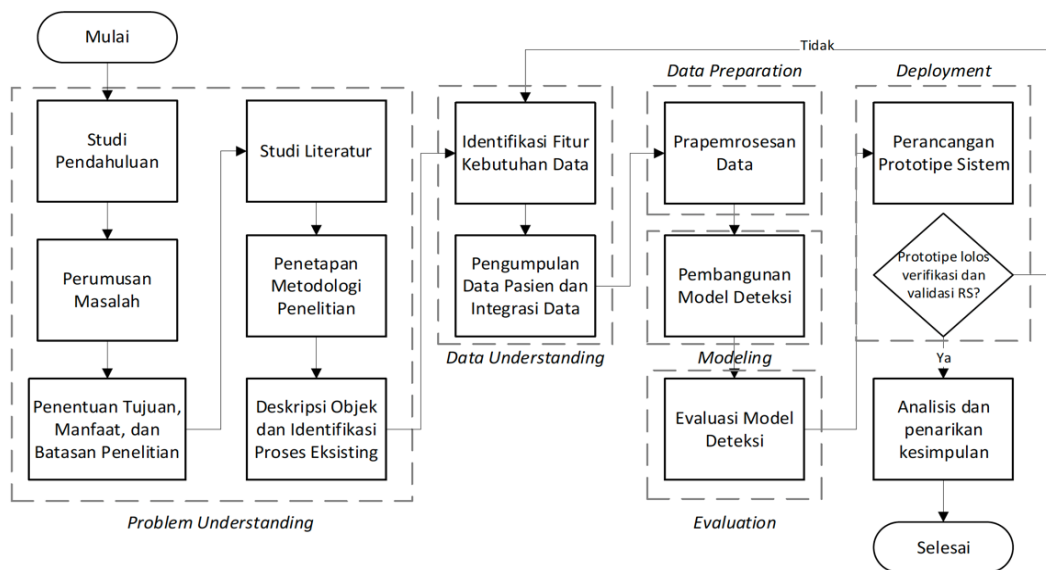 Mulai
Studi
Pendahuluan
Perumusan
Masalah
Penentuan Tujuan,
Manfaat, dan
Batasan Penelitian
Studi Literatur
Penetapan
Metodologi
Penelitian
Deskripsi Objek
dan Identifikasi
Proses Eksisting
Problem Understanding
Identifikasi Fitur
Kebutuhan Data
Pengumpulan
Data Pasien dan
Integrasi Data
Data Understanding
Data Preparation
Prapemrosesan
Data
Pembangunan
Model Deteksi
Modeling
Evaluasi Model
Deteksi
Evaluation
Tidak
Deployment
Perancangan
Prototipe Sistem
Prototipe lolos
verifikasi dan
validasi RS?
Ya
Analisis dan
penarikan
kesimpulan
Selesai